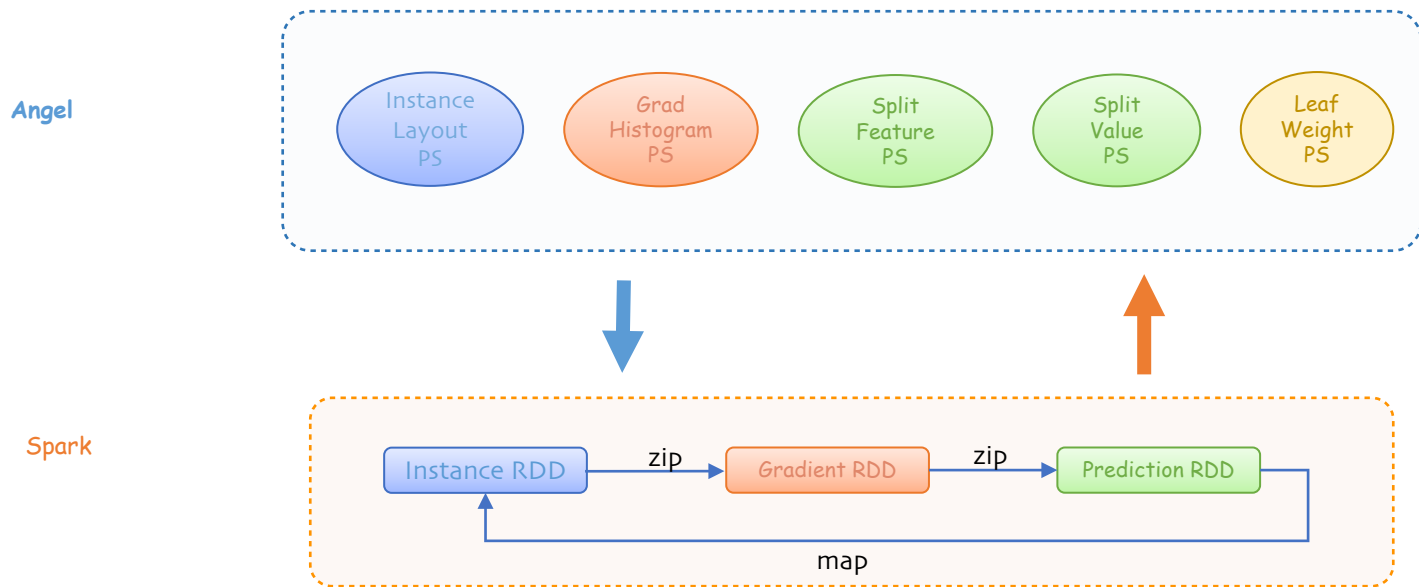 Angel
Instance
Layout
PS
Grad
Histogram
PS
Split
Feature
PS
Split
Value
PS
Leaf
Weight
PS
Spark
Instance RDD
zip
Gradient RDD
zip
Prediction RDD
map